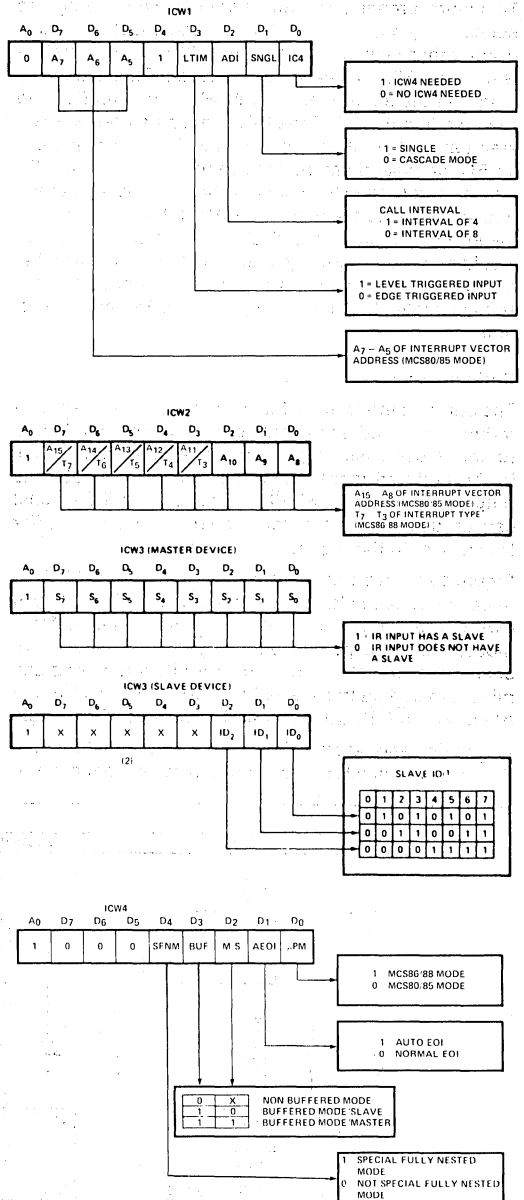 ICW1
A0 D7 D6 D5 D4 D3 D2 D1 D0
0 A7 A6 A5 1 LTIM ADI SNGL IC4
1 ICW4 NEEDED
0 = NO ICW4 NEEDED
1 = SINGLE
0 = CASCADE MODE
CALL INTERVAL
1 = INTERVAL OF 4
0 = INTERVAL OF 8
1 = LEVEL TRIGGERED INPUT
0 = EDGE TRIGGERED INPUT
A7 – A5 OF INTERRUPT VECTOR
ADDRESS (MCS80/85 MODE)
ICW2
A0 D7 D6 D5 D4 D3 D2 D1 D0
1 A15/T7 A14/T6 A13/T5 A12/T4 A11/T3 A10 A9 A8
A15 A8 OF INTERRUPT VECTOR
ADDRESS (MCS80 85 MODE)
T7 T3 OF INTERRUPT TYPE
(MCS86 88 MODE)
ICW3 (MASTER DEVICE)
A0 D7 D6 D5 D4 D3 D2 D1 D0
1 S7 S6 S5 S4 S3 S2 S1 S0
1 IR INPUT HAS A SLAVE
0 IR INPUT DOES NOT HAVE
A SLAVE
ICW3 (SLAVE DEVICE)
A0 D7 D6 D5 D4 D3 D2 D1 D0
1 X X X X X ID2 ID1 ID0
(2)
SLAVE ID(1
0 1 2 3 4 5 6 7
0 1 0 1 0 1 0 1
0 0 1 1 0 0 1 1
0 0 0 0 1 1 1 1
ICW4
A0 D7 D6 D5 D4 D3 D2 D1 D0
1 0 0 0 SFNM BUF M S AEOI PM
1 MCS86/88 MODE
0 MCS80/85 MODE
1 AUTO EOI
0 NORMAL EOI
0 X NON BUFFERED MODE
1 0 BUFFERED MODE/SLAVE
1 1 BUFFERED MODE/MASTER
1 SPECIAL FULLY NESTED
MODE
0 NOT SPECIAL FULLY NESTED
MODE